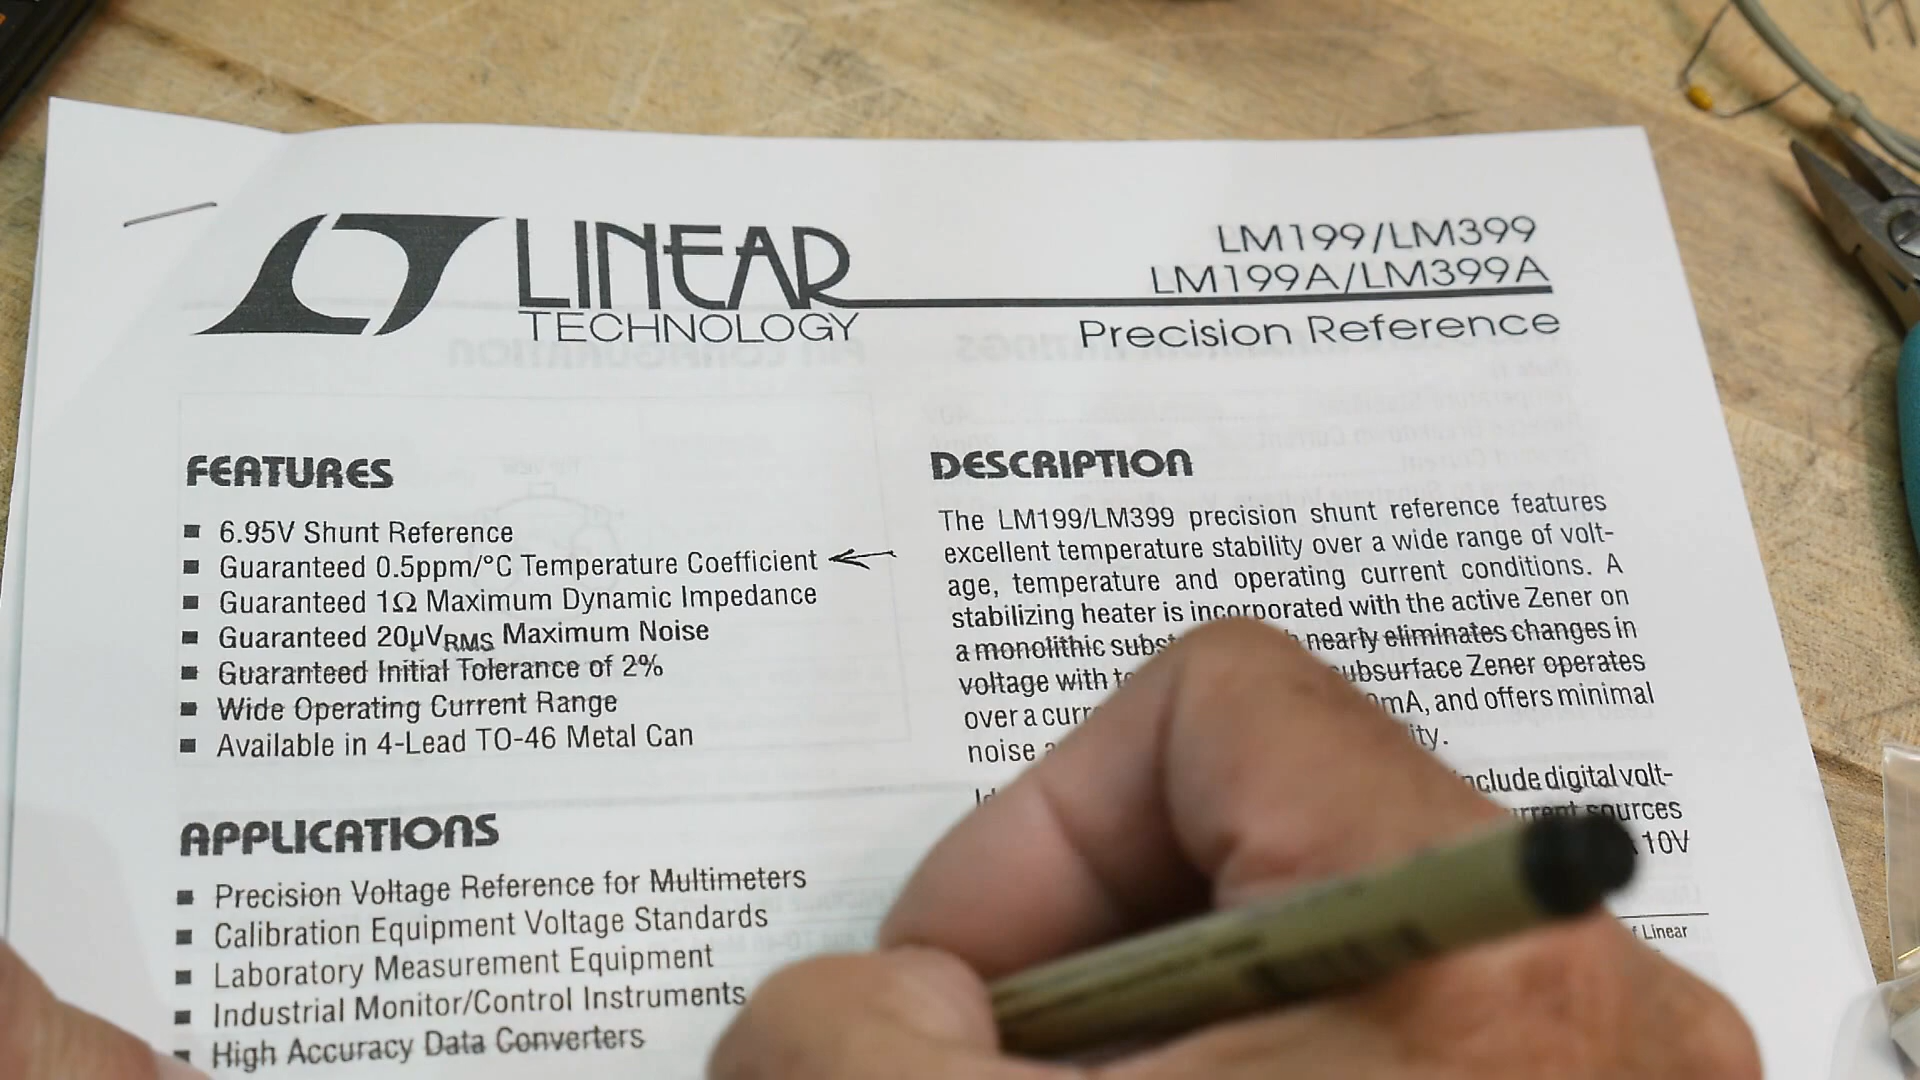 LINEAR
TECHNOLOGY
LM199/LM399
LM199A/LM399A
Precision Reference
FEATURES
6.95V Shunt Reference
Guaranteed 0.5ppm/°C Temperature Coefficient
Guaranteed 1Ω Maximum Dynamic Impedance
Guaranteed 20µVRMS Maximum Noise
Guaranteed Initial Tolerance of 2%
Wide Operating Current Range
Available in 4-Lead TO-46 Metal Can
APPLICATIONS
Precision Voltage Reference for Multimeters
Calibration Equipment Voltage Standards
Laboratory Measurement Equipment
Industrial Monitor/Control Instruments
High Accuracy Data Converters
DESCRIPTION
The LM199/LM399 precision shunt reference features
excellent temperature stability over a wide range of volt-
age, temperature and operating current conditions. A
stabilizing heater is incorporated with the active Zener on
a monolithic nearly eliminates changes in
voltage with Zener operates
over a and offers minimal
noise
digital volt-
sources
10V
Linear